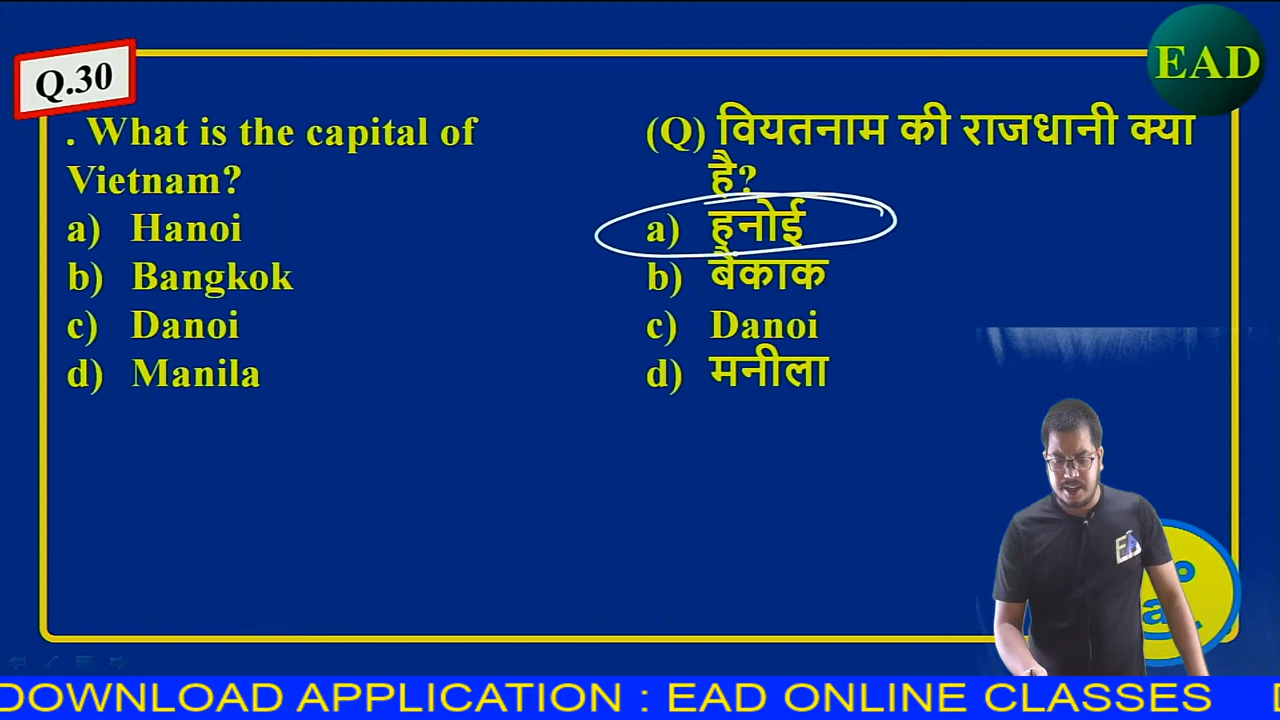 Q.30
EAD
. What is the capital of
Vietnam?
a) Hanoi
b) Bangkok
c) Danoi
d) Manila
(Q) वियतनाम की राजधानी क्या
है?
a) हनोई
b) बैंकाक
c) Danoi
d) मनीला
DOWNLOAD APPLICATION : EAD ONLINE CLASSES